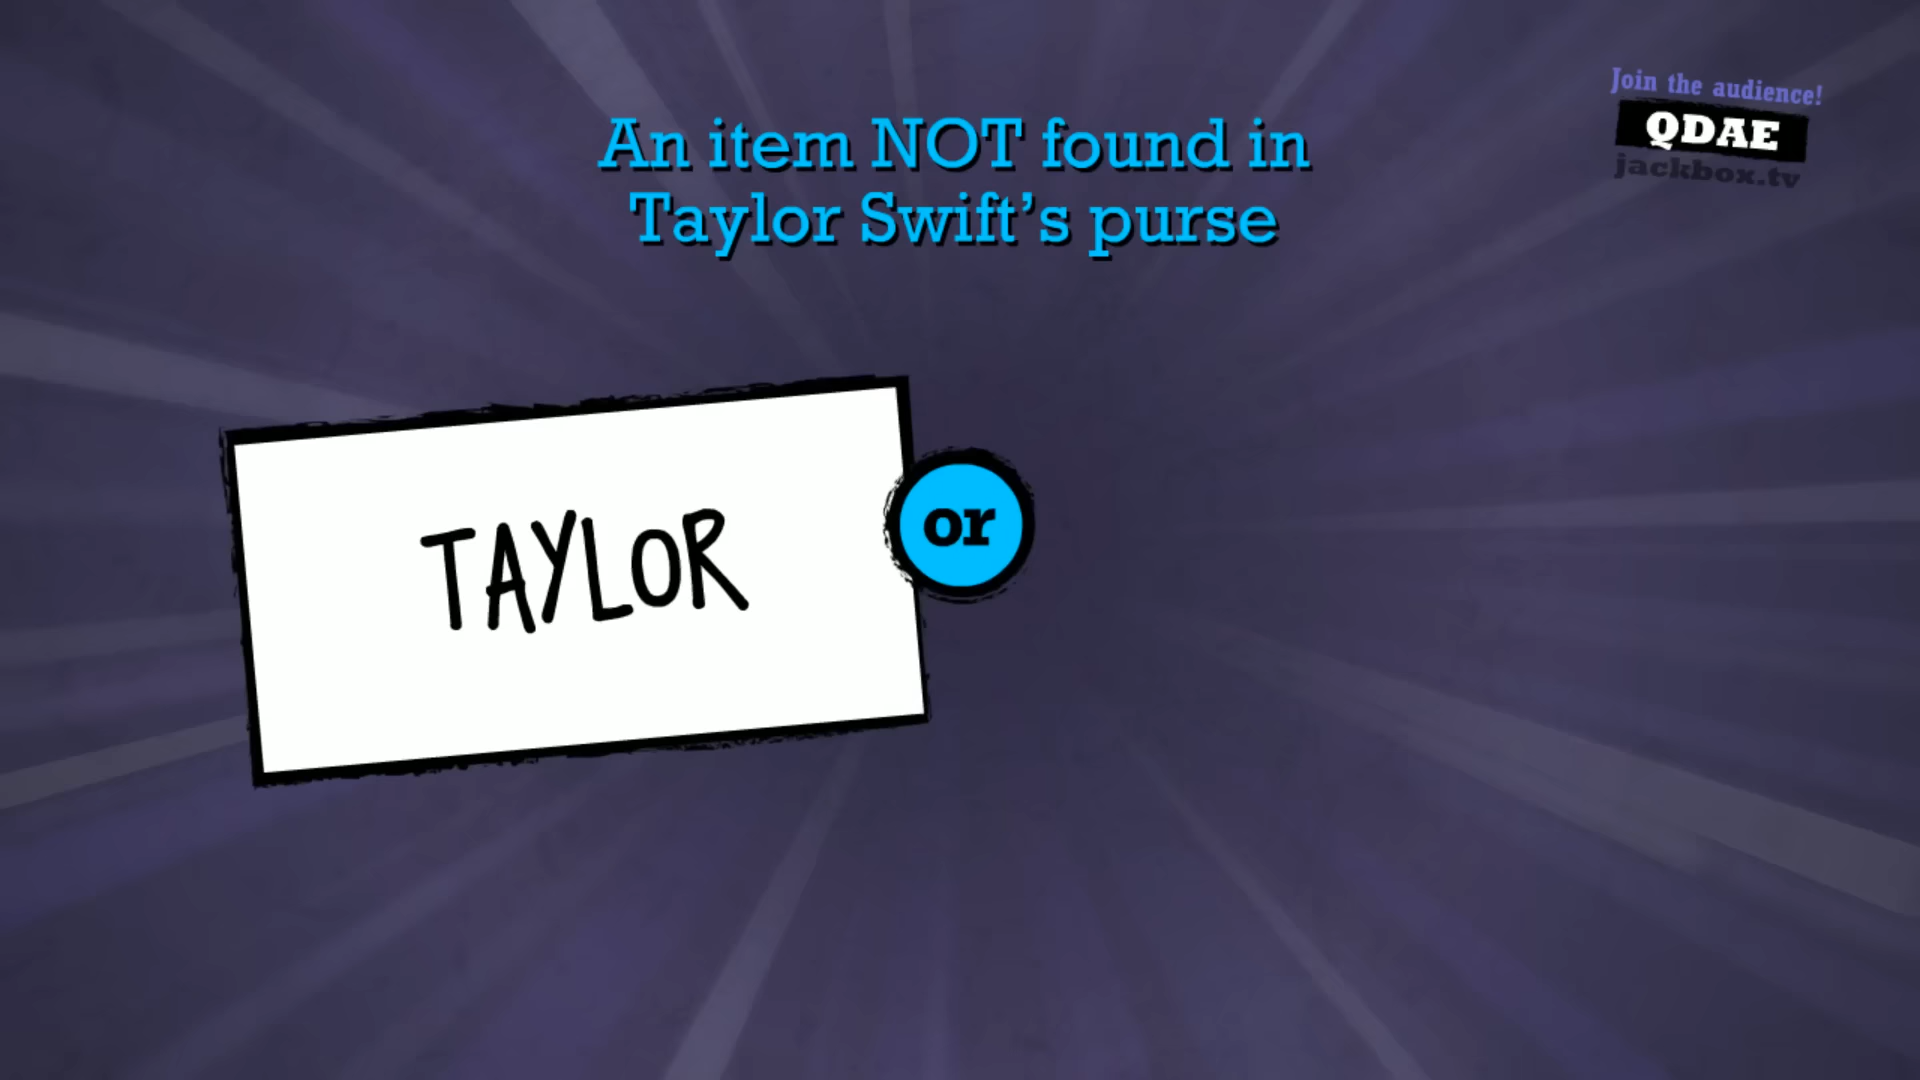 An item NOT found in
Taylor Swift's purse
Join the audience!
QDAE
jackbox.tv
TAYLOR
or